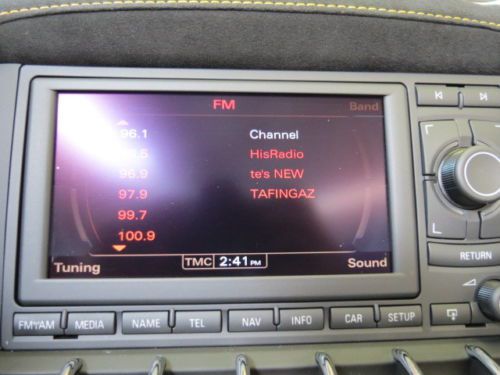 FM
Band
96.1 Channel
.5 HisRadio
96.9 te's NEW
97.9 TAFINGAZ
99.7
100.9
Tuning
TMC 2:41 PM
Sound
RETURN
FM/AM MEDIA NAME TEL NAV INFO CAR SETUP